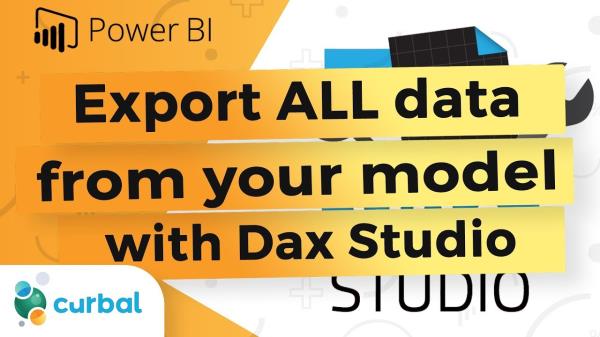 Power BI
Export ALL data
from your model
with Dax Studio
STUDIO
curbal